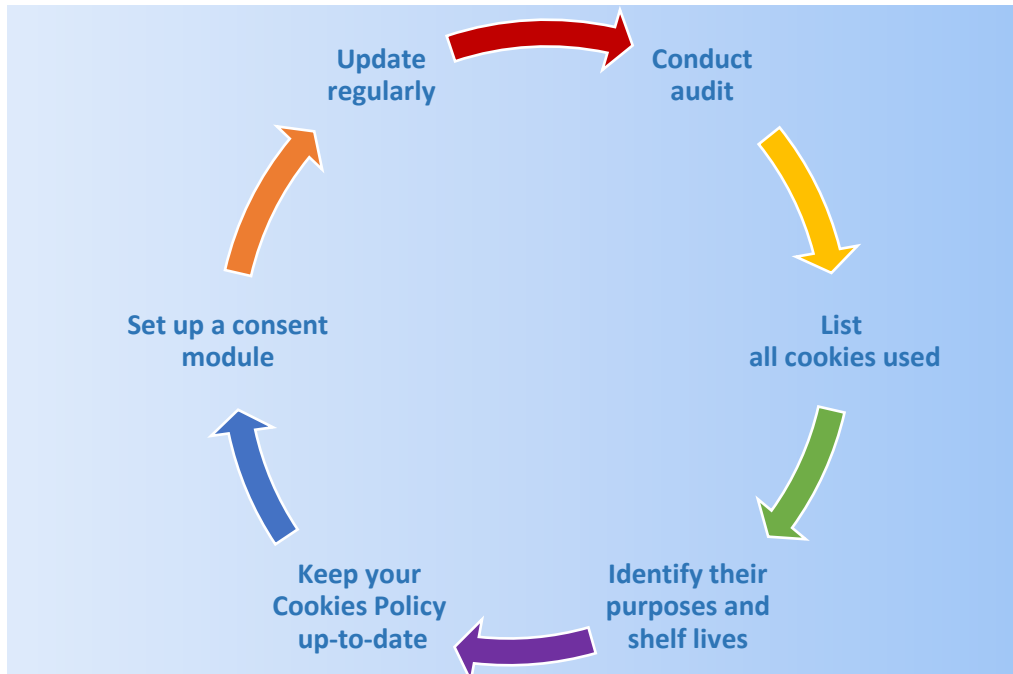 Update
regularly
Conduct
audit
List
all cookies used
Identify their
purposes and
shelf lives
Keep your
Cookies Policy
up-to-date
Set up a consent
module